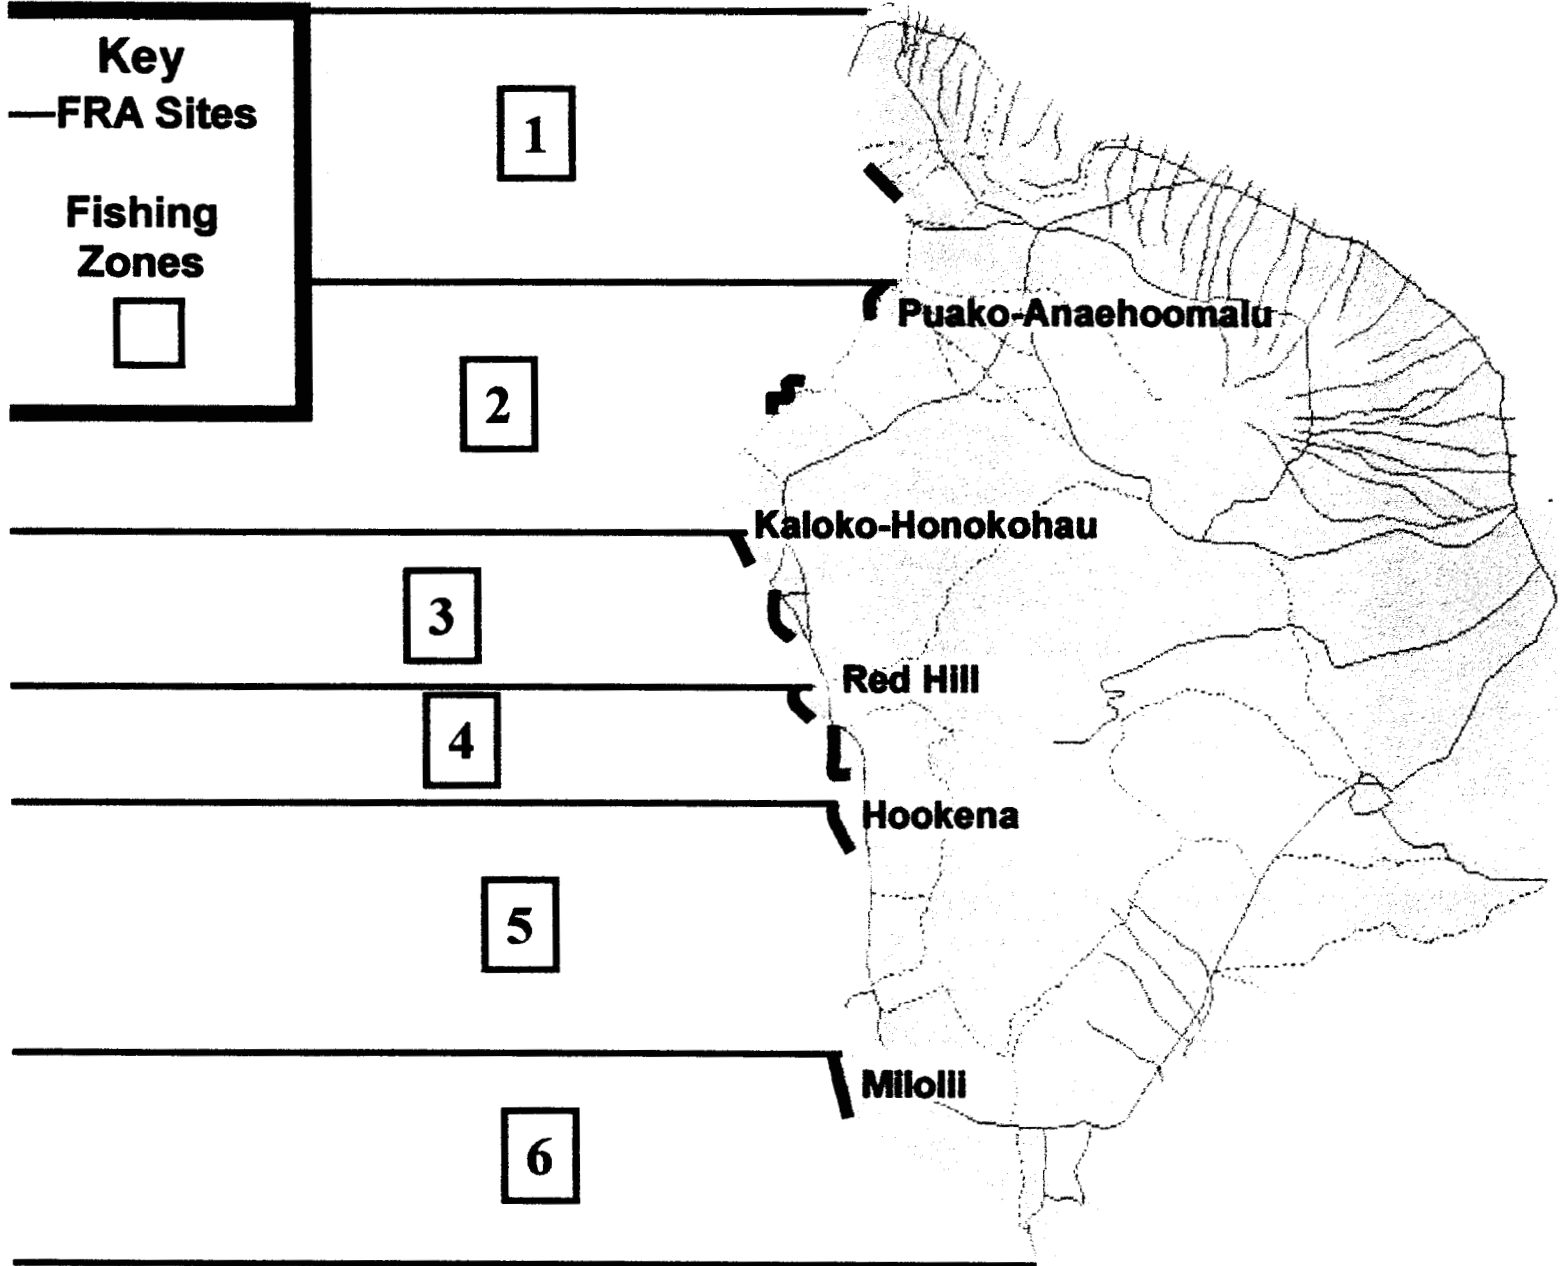 Key
FRA Sites
Fishing
Zones
1
Puako-Anaehoomalu
2
Kaloko-Honokohau
3
Red Hill
4
Hookena
5
Milolii
6